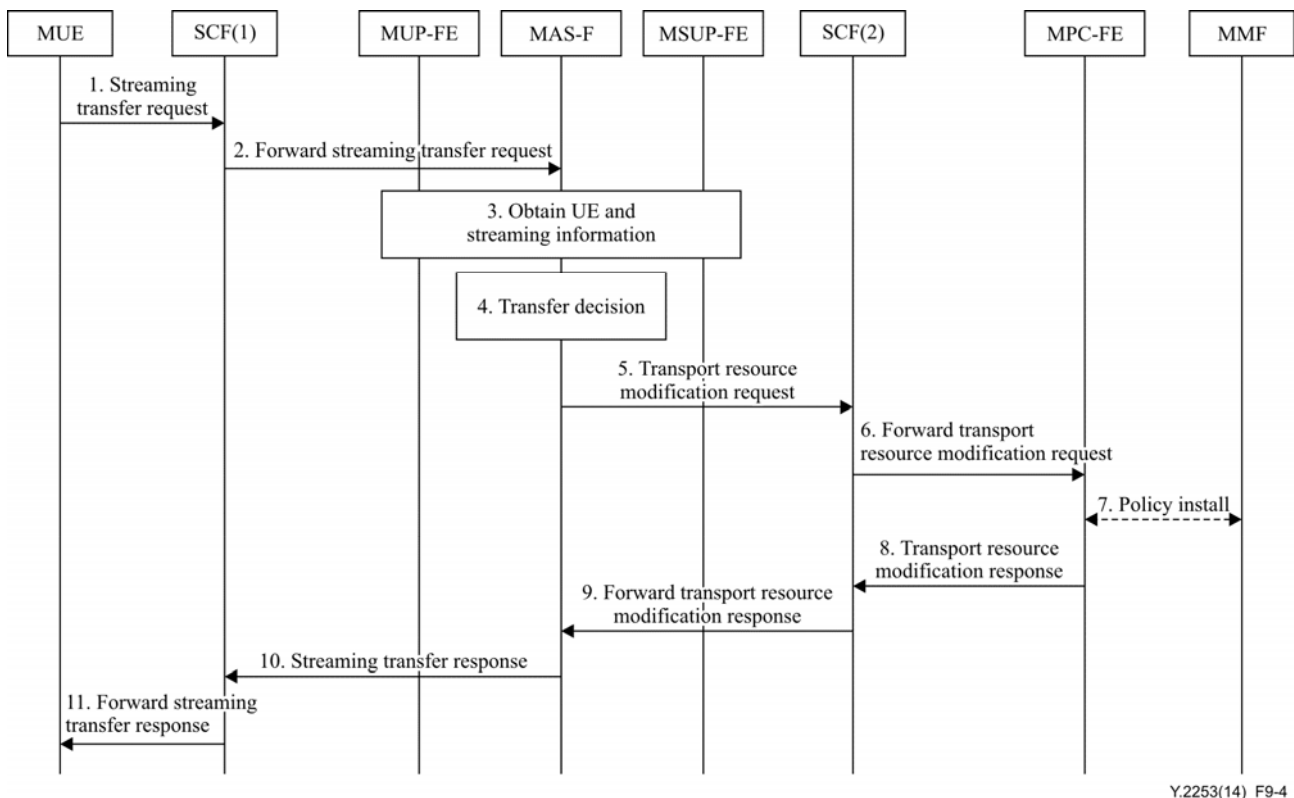 MUE
SCF(1)
MUP-FE
MAS-F
MSUP-FE
SCF(2)
MPC-FE
MMF
1. Streaming
transfer request
2. Forward streaming transfer request
3. Obtain UE and
streaming information
4. Transfer decision
5. Transport resource
modification request
6. Forward transport
resource modification request
7. Policy install
8. Transport resource
modification response
9. Forward transport resource
modification response
10. Streaming transfer response
11. Forward streaming
transfer response
Y.2253(14)_F9-4